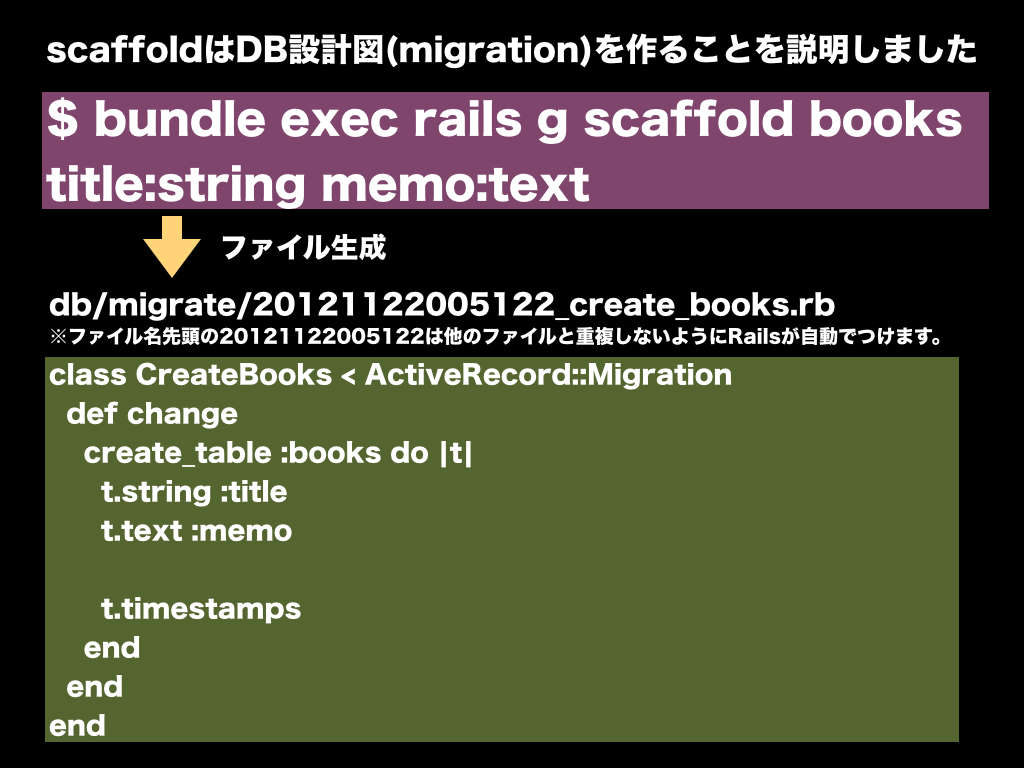 scaffoldはDB設計図(migration)を作ることを説明しました
$ bundle exec rails g scaffold books
title:string memo:text
ファイル生成
db/migrate/20121122005122_create_books.rb
※ファイル名先頭の20121122005122は他のファイルと重複しないようにRailsが自動でつけます。
class CreateBooks < ActiveRecord::Migration
  def change
    create_table :books do |t|
      t.string :title
      t.text :memo
      t.timestamps
    end
  end
end